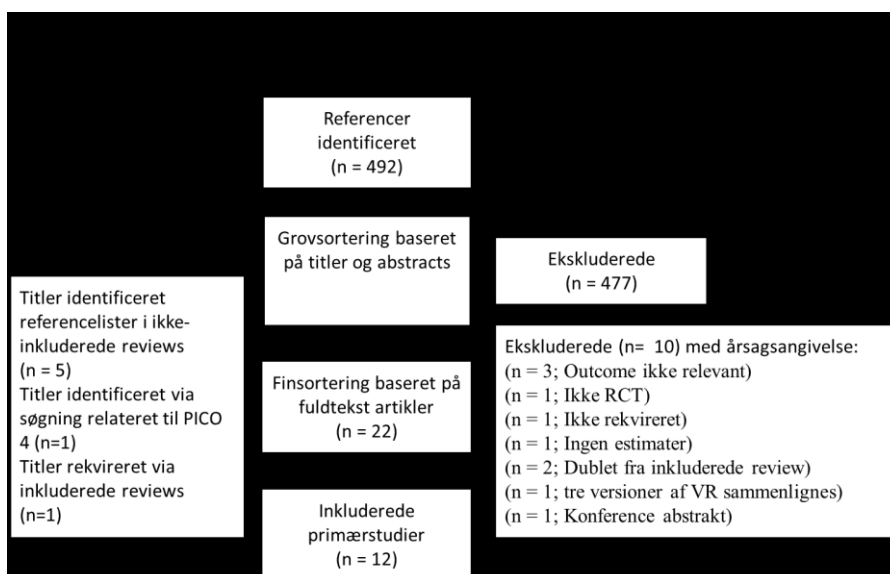 Referencer
identificeret
(n = 492)
Grovsortering baseret
på titler og abstracts
Ekskluderede
(n = 477)
Titler identificeret
referencelister i ikke-
inkluderede reviews
(n = 5)
Titler identificeret via
søgning relateret til PICO
4 (n=1)
Titler rekvireret via
inkluderede reviews
(n=1)
Finsortering baseret på
fuldtekst artikler
(n = 22)
Ekskluderede (n= 10) med årsagsangivelse:
(n = 3; Outcome ikke relevant)
(n = 1; Ikke RCT)
(n = 1; Ikke rekvireret)
(n = 1; Ingen estimater)
(n = 2; Dublet fra inkluderede review)
(n = 1; tre versioner af VR sammenlignes)
(n = 1; Konference abstrakt)
Inkluderede
primærstudier
(n = 12)